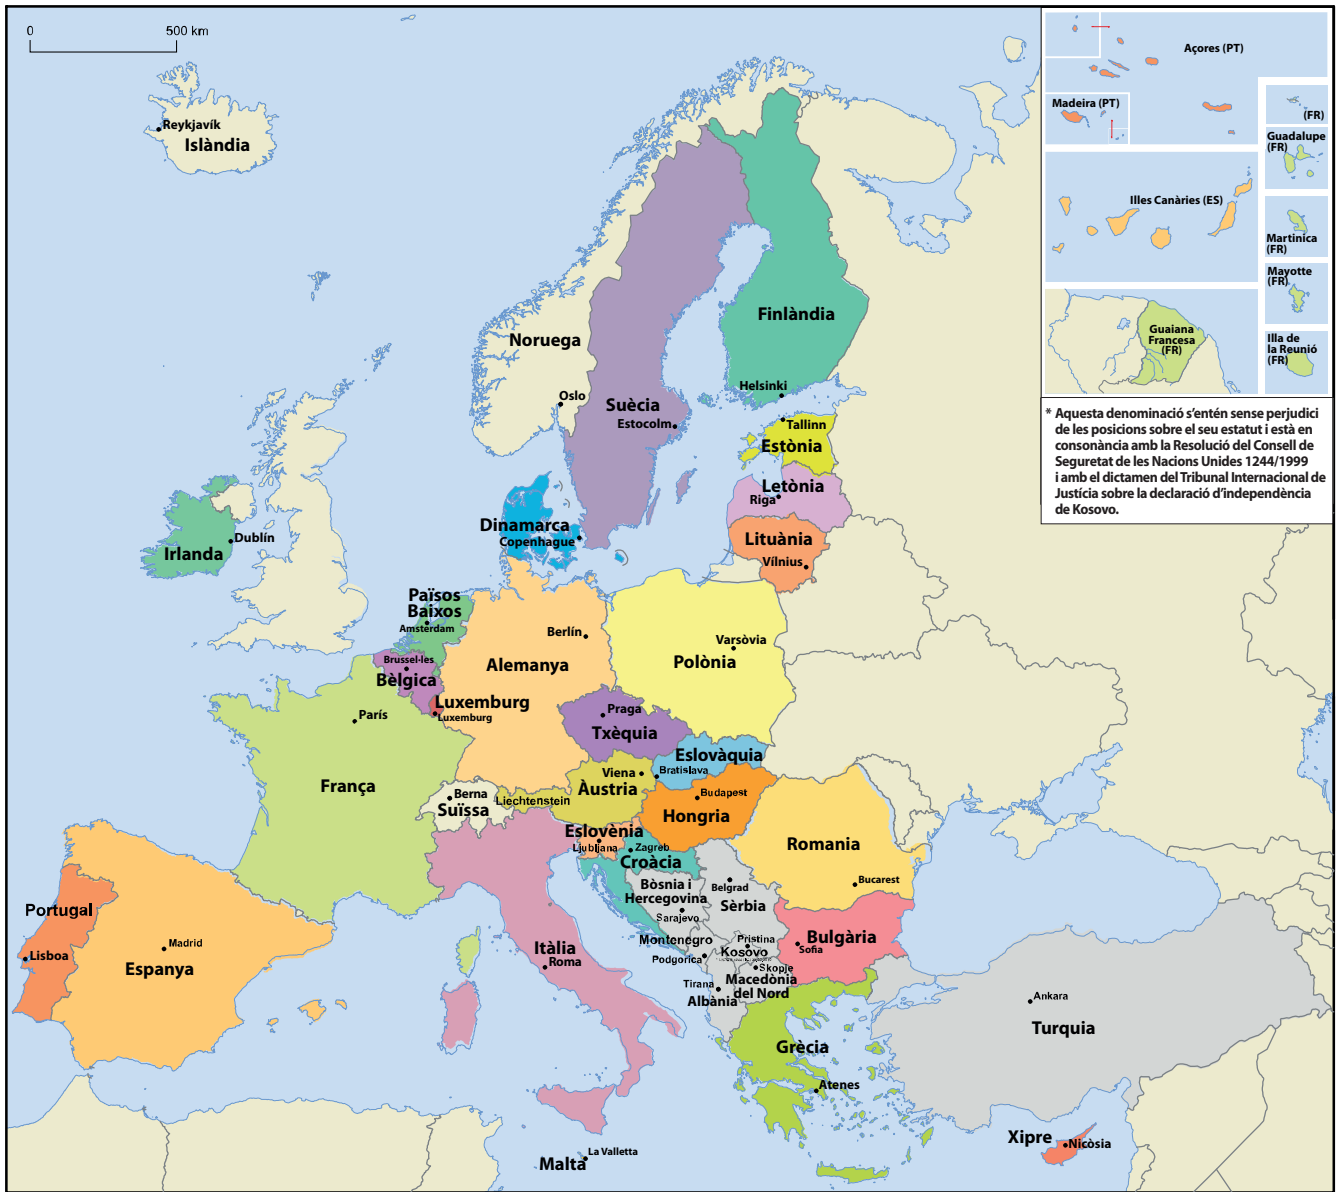 0
500 km
Reykjavík
Islàndia
Noruega
Oslo
Suècia
Estocolm
Finlàndia
Helsinki
Tallinn
Estònia
Letònia
Riga
Lituània
Vílnius
Dinamarca
Copenhague
Irlanda
Dublín
Països
Baixos
Amsterdam
Brussel·les
Bèlgica
Luxemburg
Luxemburg
Berlín
Alemanya
Varsòvia
Polònia
Praga
Txèquia
Eslovàquia
Bratislava
Viena
Àustria
París
França
Berna
Suïssa
Liechtenstein
Budapest
Hongria
Eslovènia
Ljubljana
Zagreb
Croàcia
Romania
Bucarest
Bòsnia i
Hercegovina
Sarajevo
Belgrad
Sèrbia
Montenegro
Podgorica
Pristina
Kosovo
Skopje
Macedònia
del Nord
Tirana
Albània
Bulgària
Sofia
Portugal
Lisboa
Madrid
Espanya
Itàlia
Roma
Grècia
Atenes
Ankara
Turquia
Xipre
Nicòsia
Malta
La Valletta
Açores (PT)
Madeira (PT)
Illes Canàries (ES)
(FR)
Guadalupe
(FR)
Martinica
(FR)
Mayotte
(FR)
Guaiana
Francesa
(FR)
Illa de
la Reunió
(FR)
* Aquesta denominació s’entén sense perjudici
de les posicions sobre el seu estatut i està en
consonància amb la Resolució del Consell de
Seguretat de les Nacions Unides 1244/1999
i amb el dictamen del Tribunal Internacional de
Justícia sobre la declaració d’independència
de Kosovo.